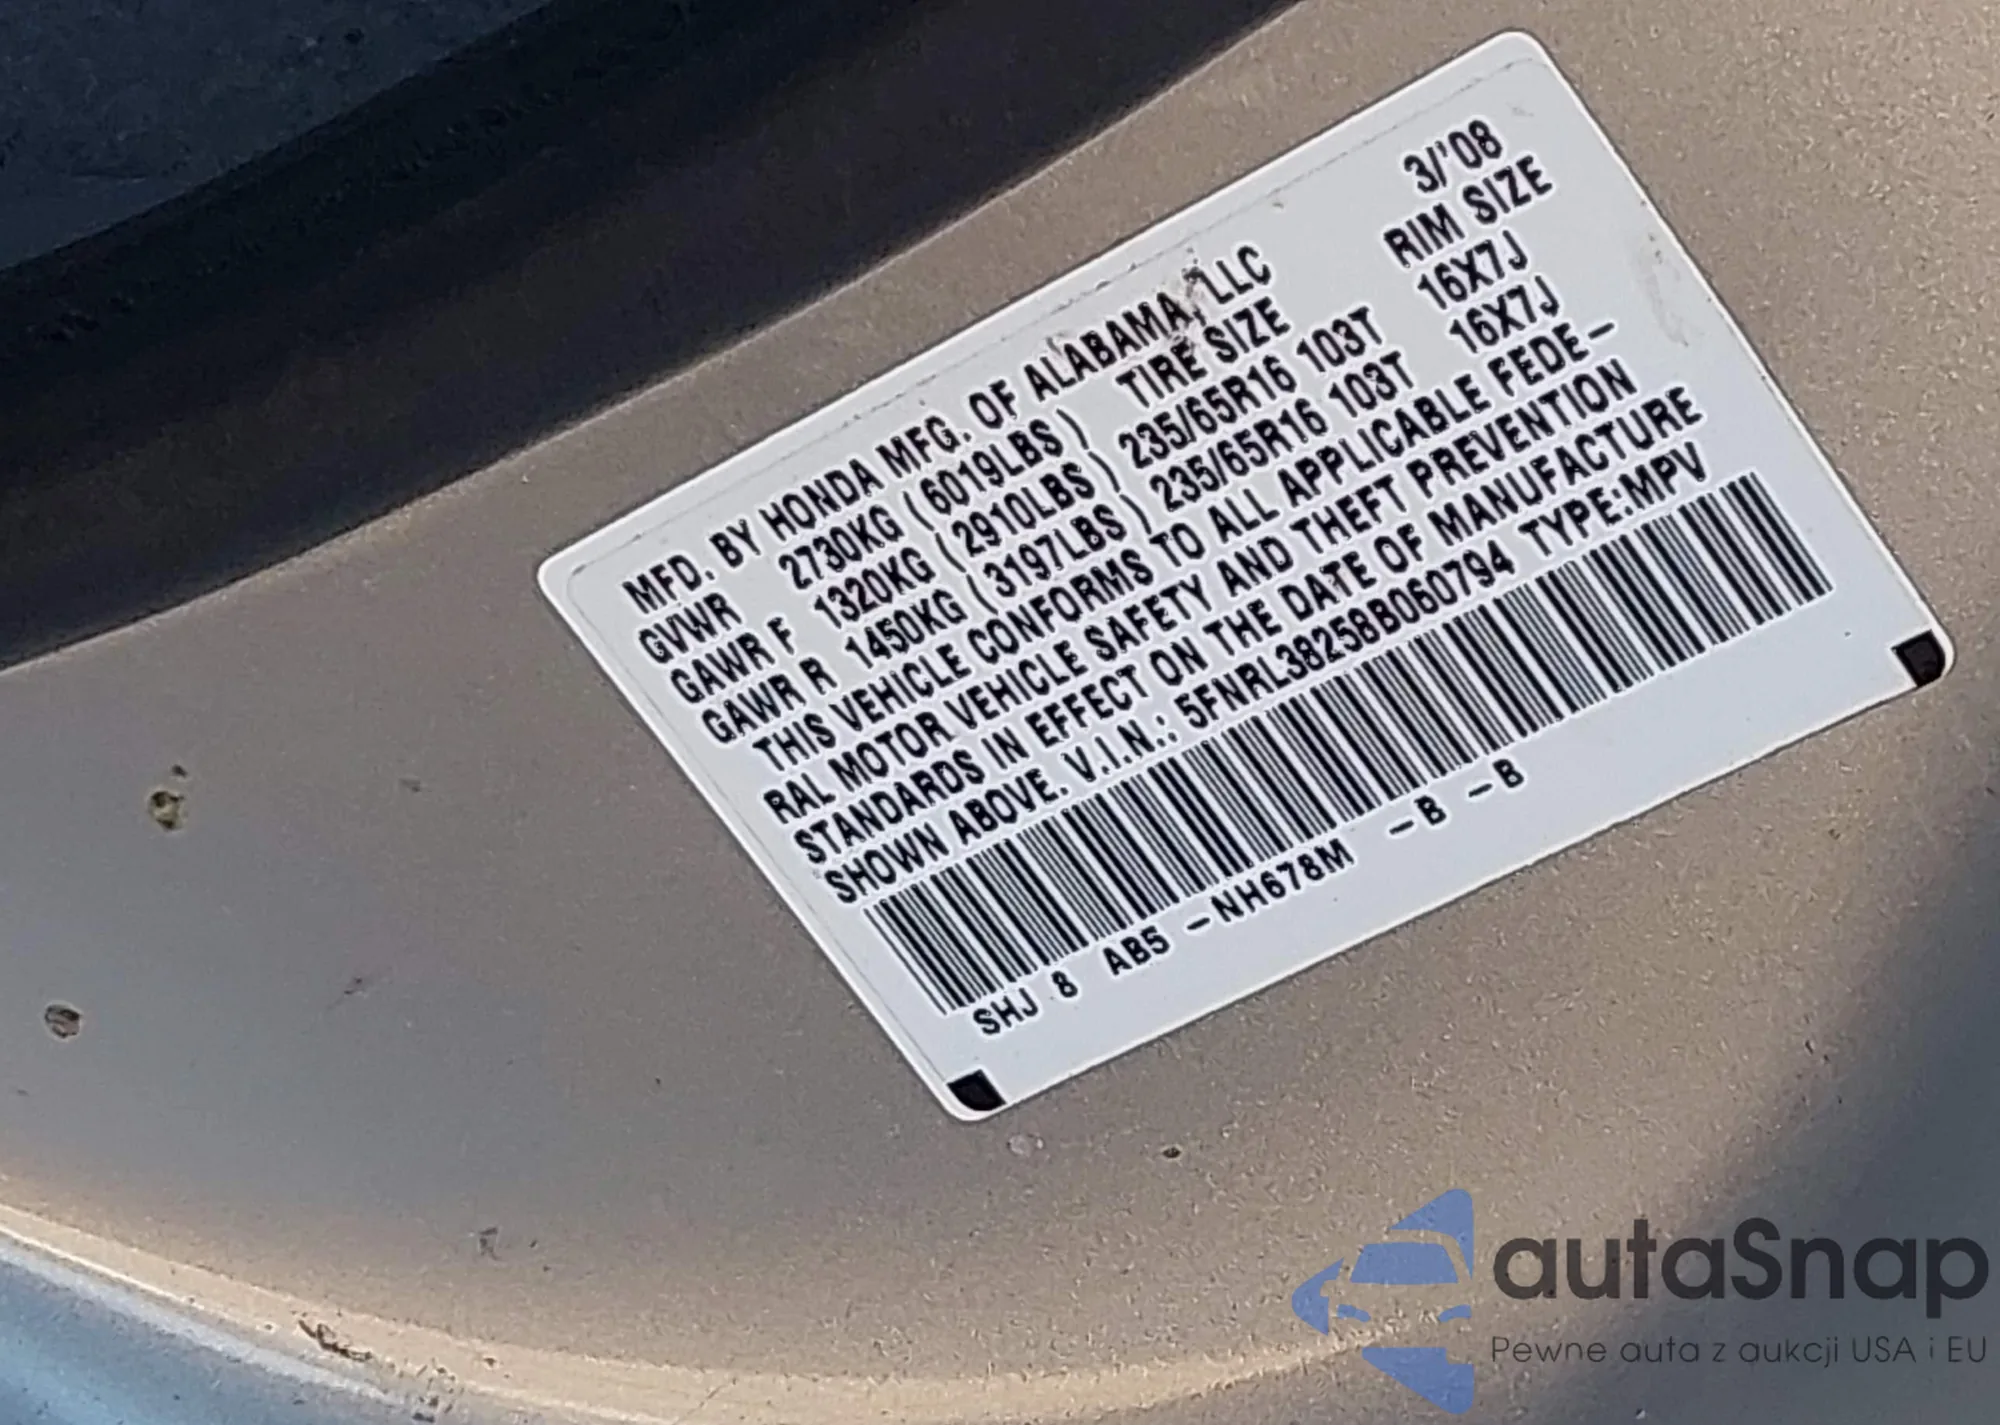 3/'08
MFD. BY HONDA MFG. OF ALABAMA, LLC
TIRE SIZE RIM SIZE
GVWR 2730KG (6019LBS)
GAWR F 1320KG (2910LBS) 235/65R16 103T 16X7J
GAWR R 1450KG (3197LBS) 235/65R16 103T 16X7J
THIS VEHICLE CONFORMS TO ALL APPLICABLE FEDE-
RAL MOTOR VEHICLE SAFETY AND THEFT PREVENTION
STANDARDS IN EFFECT ON THE DATE OF MANUFACTURE
SHOWN ABOVE. V.I.N.: 5FNRL38258B060794 TYPE:MPV
SHJ 8 AB5 -NH678M -B -B
autaSnap
Pewne auta z aukcji USA i EU